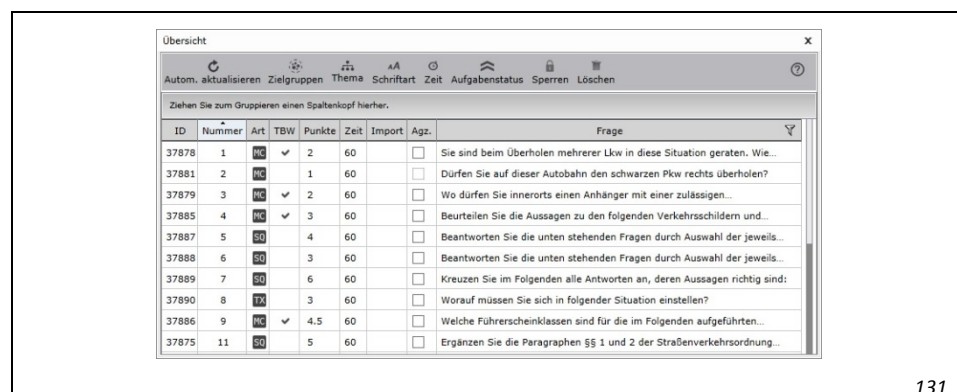 Übersicht x
Autom. aktualisieren Zielgruppen Thema Schriftart Zeit Aufgabenstatus Sperren Löschen
Ziehen Sie zum Gruppieren einen Spaltenkopf hierher.
ID Nummer Art TBW Punkte Zeit Import Agz. Frage
37878 1 MC ✓ 2 60 Sie sind beim Überholen mehrerer Lkw in diese Situation geraten. Wie...
37881 2 MC 1 60 Dürfen Sie auf dieser Autobahn den schwarzen Pkw rechts überholen?
37879 3 MC ✓ 2 60 Wo dürfen Sie innerorts einen Anhänger mit einer zulässigen...
37885 4 MC ✓ 3 60 Beurteilen Sie die Aussagen zu den folgenden Verkehrsschildern und...
37887 5 SQ 4 60 Beantworten Sie die unten stehenden Fragen durch Auswahl der jeweils...
37888 6 SQ 3 60 Beantworten Sie die unten stehenden Fragen durch Auswahl der jeweils...
37889 7 SQ 6 60 Kreuzen Sie im Folgenden alle Antworten an, deren Aussagen richtig sind:
37890 8 TX 3 60 Worauf müssen Sie sich in folgender Situation einstellen?
37886 9 MC ✓ 4.5 60 Welche Führerscheinklassen sind für die im Folgenden aufgeführten...
37875 11 SQ 5 60 Ergänzen Sie die Paragraphen §§ 1 und 2 der Straßenverkehrsordnung...
131